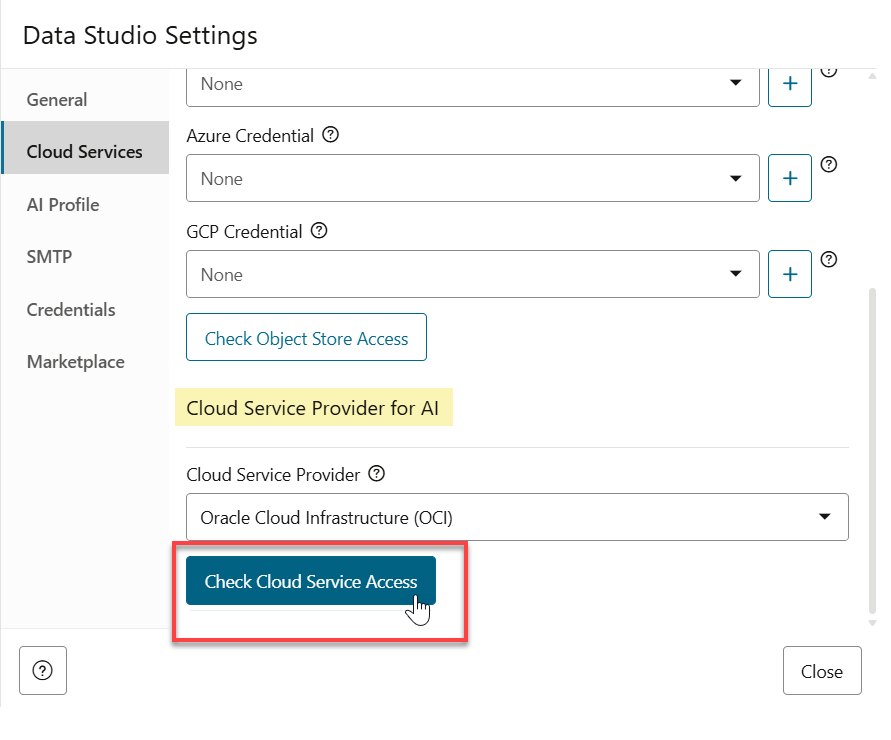 Data Studio Settings
General
Cloud Services
AI Profile
SMTP
Credentials
Marketplace
None
Azure Credential
None
GCP Credential
None
Check Object Store Access
Cloud Service Provider for AI
Cloud Service Provider
Oracle Cloud Infrastructure (OCI)
Check Cloud Service Access
Close